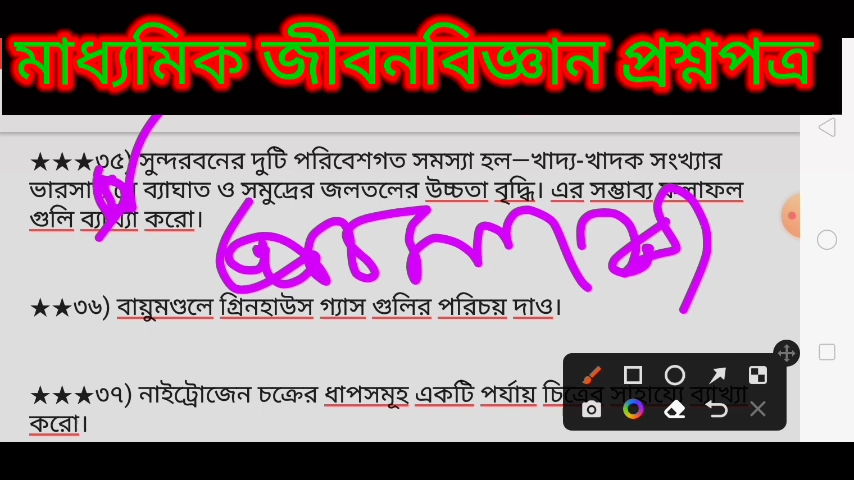 মাধ্যমিক জীবনবিজ্ঞান প্রশ্নপত্র
★★★৩৫) সুন্দরবনের দুটি পরিবেশগত সমস্যা হল–খাদ্য-খাদক সংখ্যার
ব্যাঘাত ও সমুদ্রের জলতলের উচ্চতা বৃদ্ধি। এর সম্ভাব্য ফলাফল
গুলি ব্যাখ্যা করো।
★★৩৬) বায়ুমণ্ডলে গ্রিনহাউস গ্যাস গুলির পরিচয় দাও।
★★★৩৭) নাইট্রোজেন চক্রের ধাপসমূহ একটি পর্যায় চিত্রের সাহায্যে ব্যাখ্যা
করো।